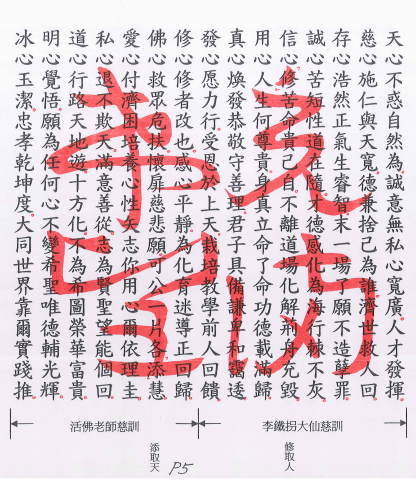 天心不惑自然為誠意無私心寬廣人才發揮
慈心施仁與天寬德兼捨己為誰濟世救人回
存心浩然正氣生睿智末一場了願不造孽罪
誠心苦短性道在隨才德感化為海行棘不灰
信心修苦命貴己自不離道場化解荊舟充毀
用心人生何尊貴身真立命了命功德載滿歸
真心煥發恭敬守善理君子具備謙卑和靄逶
發心愿力行受恩於上天栽培教學前人回饋
修心修者改也感心平靜為化育迷導正回歸
佛心救眾危扶懷扉慈悲願可公一片各添慧
愛心付濟困培養心性矢志你用心爾依理圭
私心退不欺天滿意善從志為賢聖望能個回
道心行路天地遊十方化不為希圖榮華富貴
明心覺悟願為任何心不變希聖唯德輔光輝
冰心玉潔忠孝乾坤度大同世界靠爾實踐推
李鐵拐大仙慈訓
活佛老師慈訓
修取人
添取天
P5